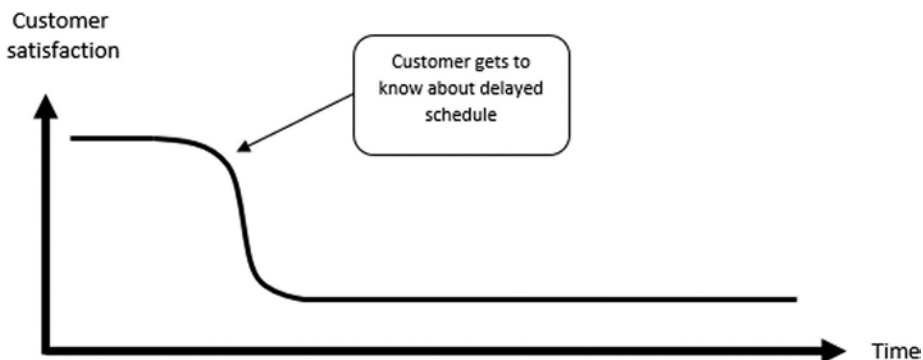 Customer
satisfaction
Customer gets to
know about delayed
schedule
Time